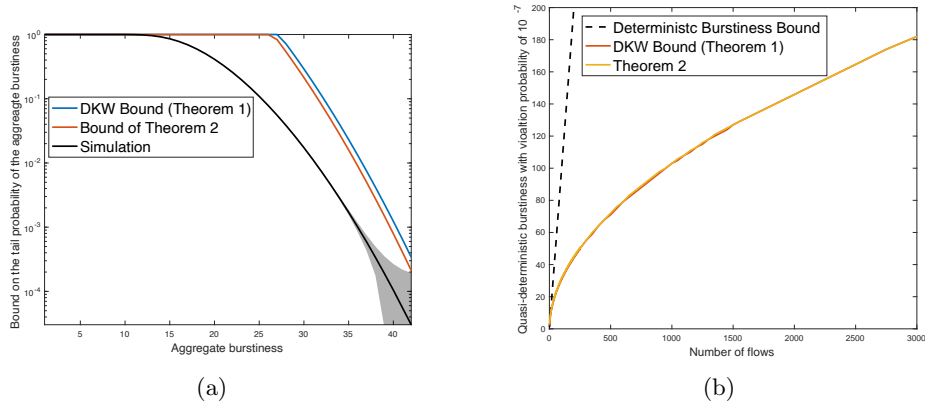 Bound on the tail probability of the aggreagte burstiness
10^0
10^-1
10^-2
10^-3
10^-4
DKW Bound (Theorem 1)
Bound of Theorem 2
Simulation
5 10 15 20 25 30 35 40
Aggregate burstiness
(a)
Quasi-deterministic burstiness with violtion probability of 10^-7
200
180
160
140
120
100
80
60
40
20
0
Deterministc Burstiness Bound
DKW Bound (Theorem 1)
Theorem 2
0 500 1000 1500 2000 2500 3000
Number of flows
(b)